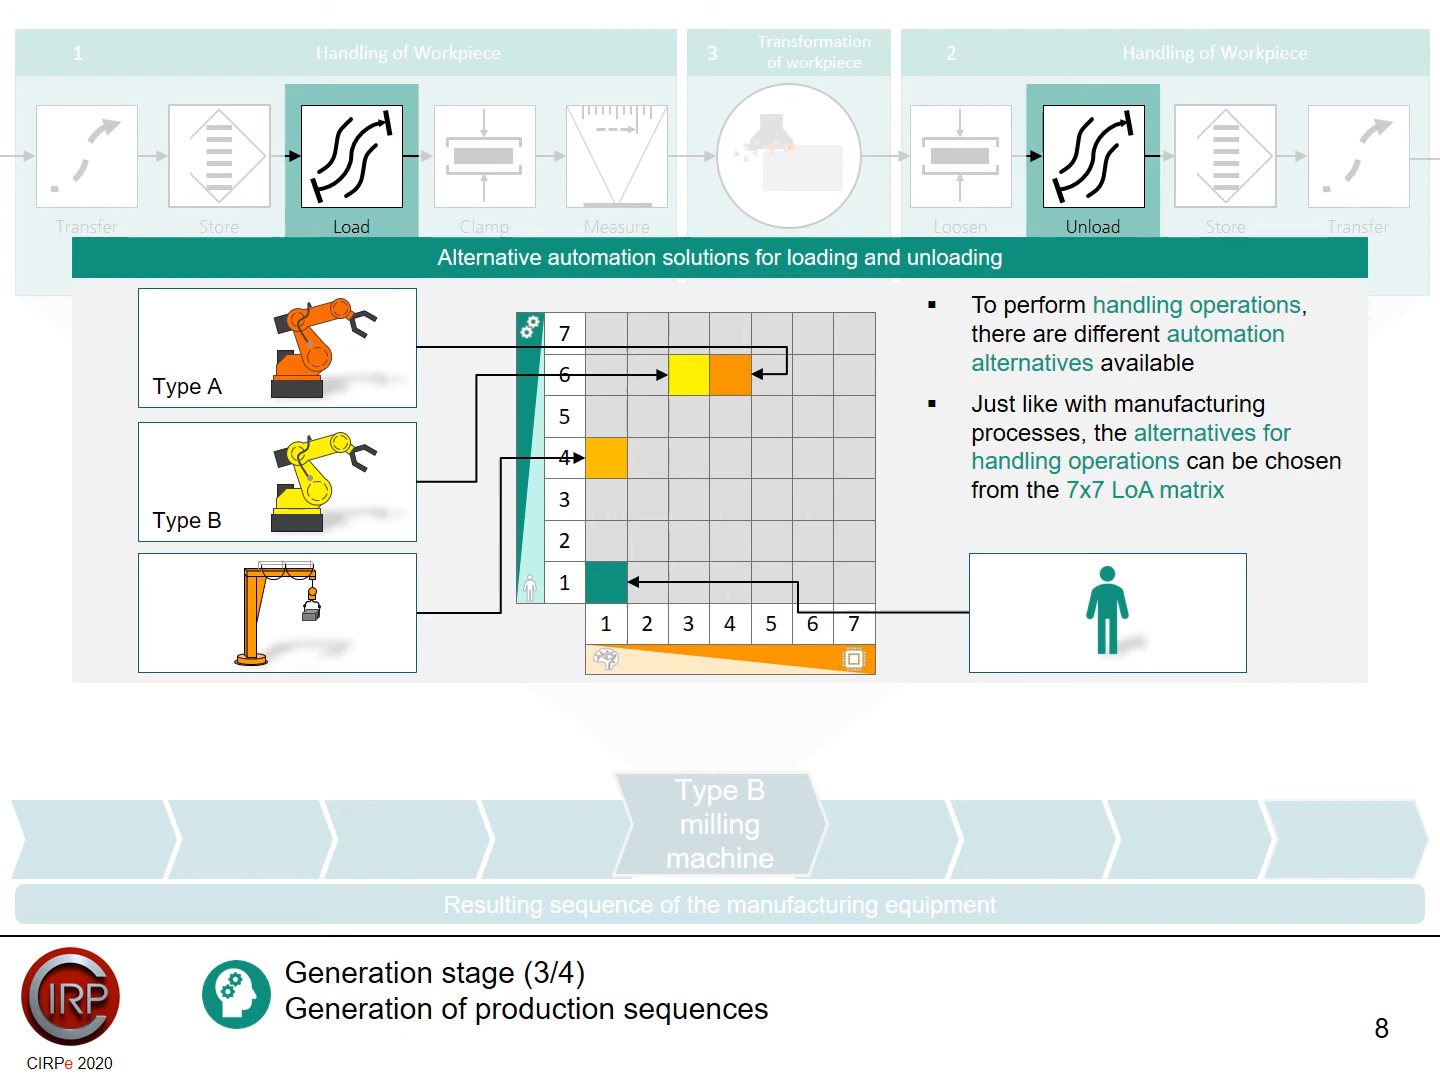 1 Handling of Workpiece
3 Transformation
of workpiece
2 Handling of Workpiece
Transfer Store Load Clamp Measure Loosen Unload Store Transfer
Alternative automation solutions for loading and unloading
Type A
Type B
7
6
5
4
3
2
1
1 2 3 4 5 6 7
▪ To perform handling operations,
there are different automation
alternatives available
▪ Just like with manufacturing
processes, the alternatives for
handling operations can be chosen
from the 7x7 LoA matrix
Type B
milling
machine
Resulting sequence of the manufacturing equipment
CIRP
CIRPe 2020
Generation stage (3/4)
Generation of production sequences
8